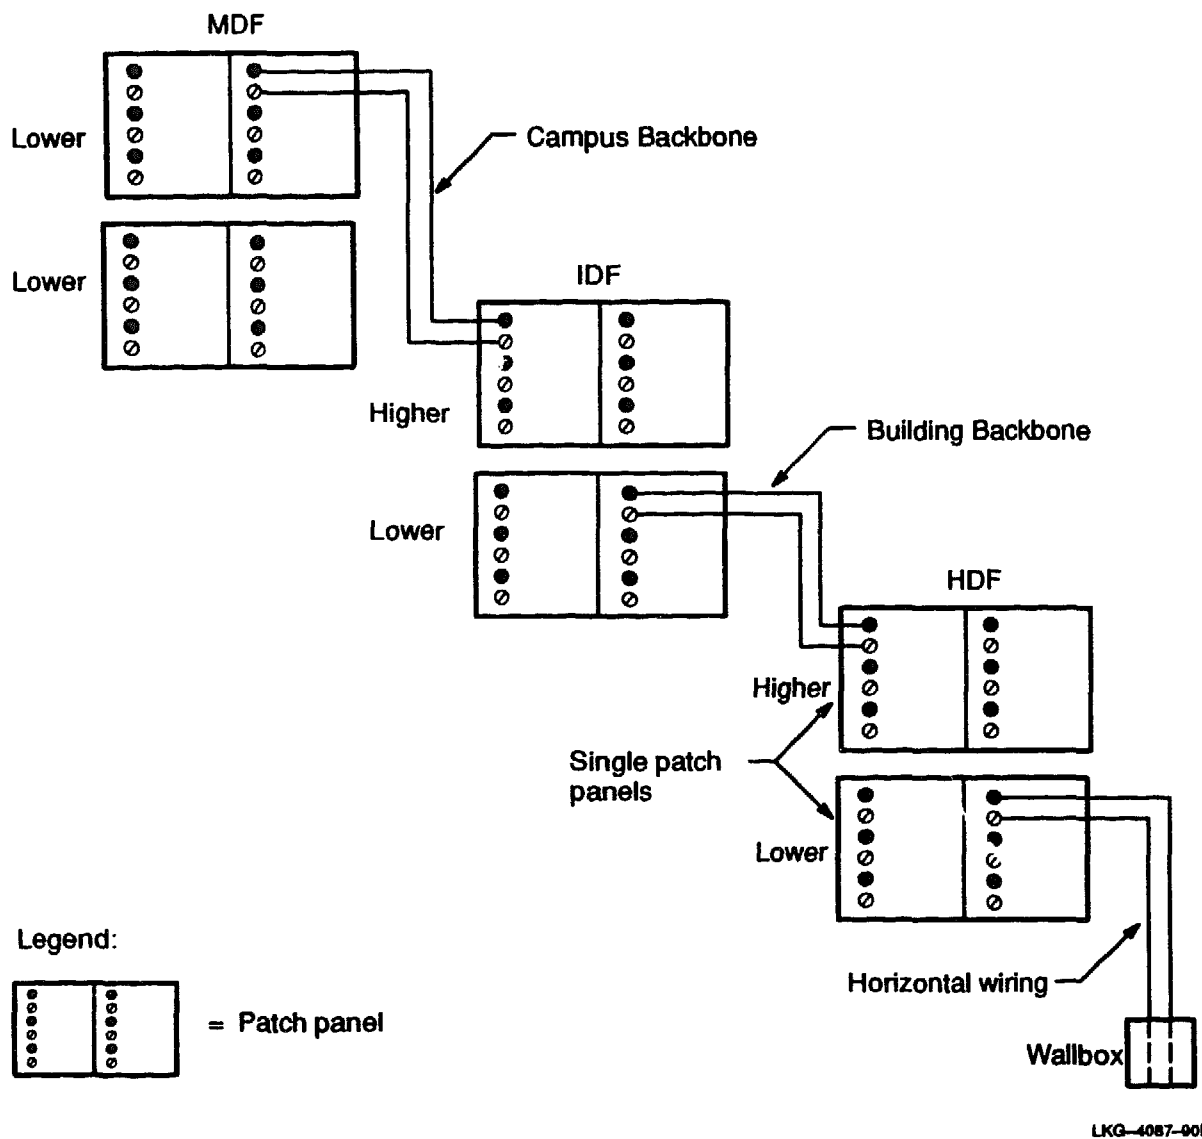 MDF
Lower
Campus Backbone
Lower
IDF
Higher
Building Backbone
Lower
HDF
Higher
Single patch
panels
Lower
Legend:
Horizontal wiring
= Patch panel
Wallbox